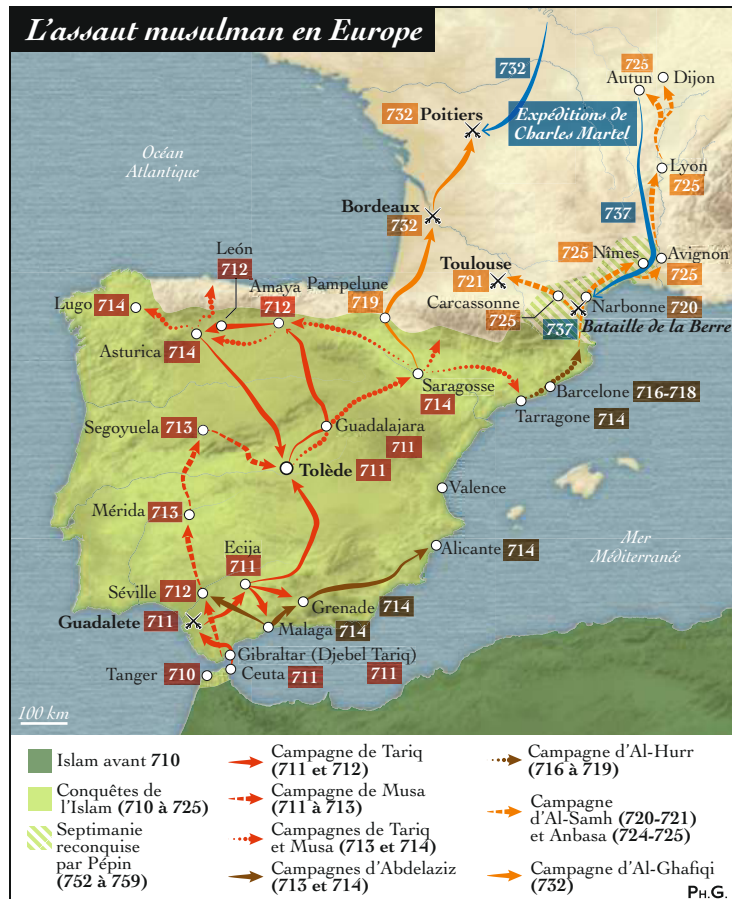 L'assaut musulman en Europe
732
725
Autun
Dijon
732 Poitiers
Expéditions de
Charles Martel
Océan
Atlantique
Lyon
725
Bordeaux
732
737
León
712
Toulouse
721
725
Nîmes
Avignon
725
Lugo 714
Amaya
712
Pampelune
719
Carcassonne
725
Narbonne 720
737
Bataille de la Berre
Asturica
714
Saragosse
714
Barcelone 716-718
Tarragone
714
Segoyuela 713
Guadalajara
711
Tolède 711
Valence
Mérida 713
Mer
Méditerranée
Ecija
711
Alicante 714
Séville 712
Grenade 714
Guadalete 711
Malaga
714
Gibraltar (Djebel Tariq)
711
Tanger 710
Ceuta
711
100 km
Islam avant 710
Conquêtes de
l'Islam (710 à 725)
Septimanie
reconquise
par Pépin
(752 à 759)
Campagne de Tariq
(711 et 712)
Campagne de Musa
(711 à 713)
Campagnes de Tariq
et Musa (713 et 714)
Campagnes d'Abdelaziz
(713 et 714)
Campagne d'Al-Hurr
(716 à 719)
Campagne
d'Al-Samh (720-721)
et Anbasa
(724-725)
Campagne d'Al-Ghafiqi
(732)
PH.G.